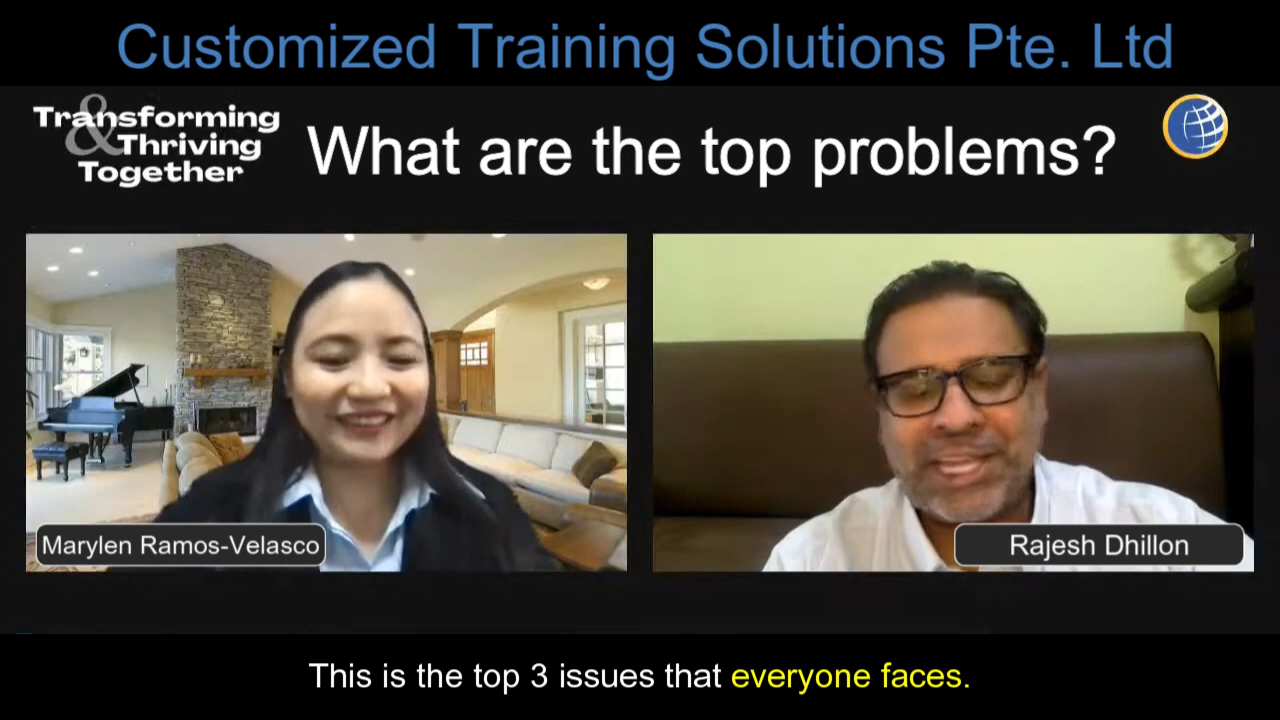 Customized Training Solutions Pte. Ltd
Transforming
&
Thriving
Together
What are the top problems?
Marylen Ramos-Velasco
Rajesh Dhillon
This is the top 3 issues that everyone faces.